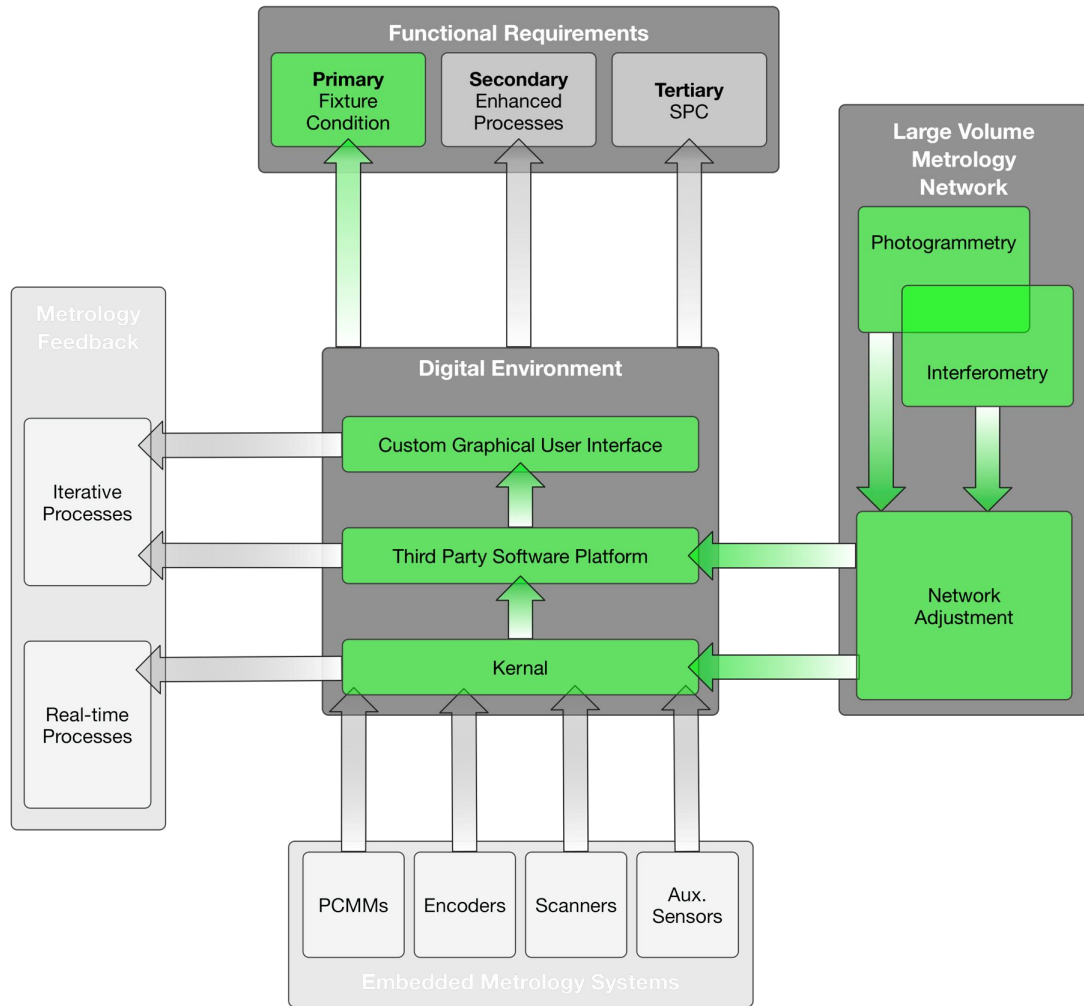 Functional Requirements
Primary
Fixture
Condition
Secondary
Enhanced
Processes
Tertiary
SPC
Large Volume
Metrology
Network
Photogrammetry
Interferometry
Network
Adjustment
Metrology
Feedback
Iterative
Processes
Real-time
Processes
Digital Environment
Custom Graphical User Interface
Third Party Software Platform
Kernal
PCMMs
Encoders
Scanners
Aux.
Sensors
Embedded Metrology Systems